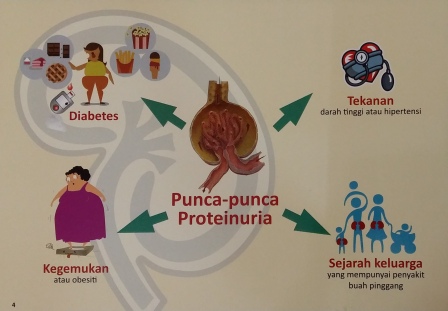 Diabetes
Tekanan
darah tinggi atau hipertensi
Punca-punca
Proteinuria
Kegemukan
atau obesiti
Sejarah keluarga
yang mempunyai penyakit
buah pinggang
4